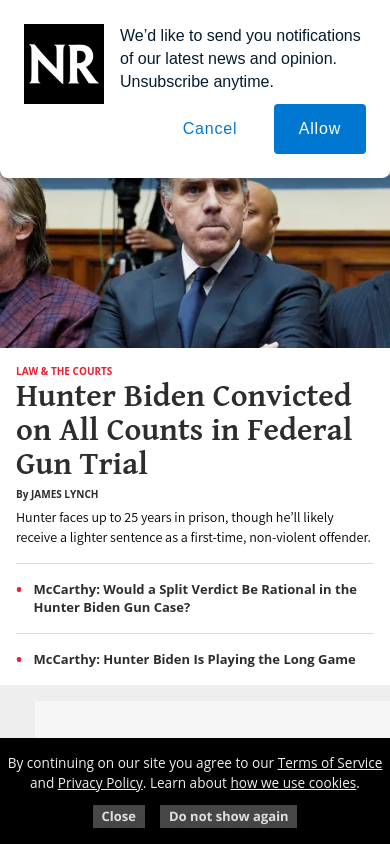 NR
We’d like to send you notifications
of our latest news and opinion.
Unsubscribe anytime.
Cancel
Allow
LAW & THE COURTS
Hunter Biden Convicted
on All Counts in Federal
Gun Trial
By JAMES LYNCH
Hunter faces up to 25 years in prison, though he’ll likely
receive a lighter sentence as a first-time, non-violent offender.
• McCarthy: Would a Split Verdict Be Rational in the
Hunter Biden Gun Case?
• McCarthy: Hunter Biden Is Playing the Long Game
By continuing on our site you agree to our Terms of Service
and Privacy Policy. Learn about how we use cookies.
Close
Do not show again